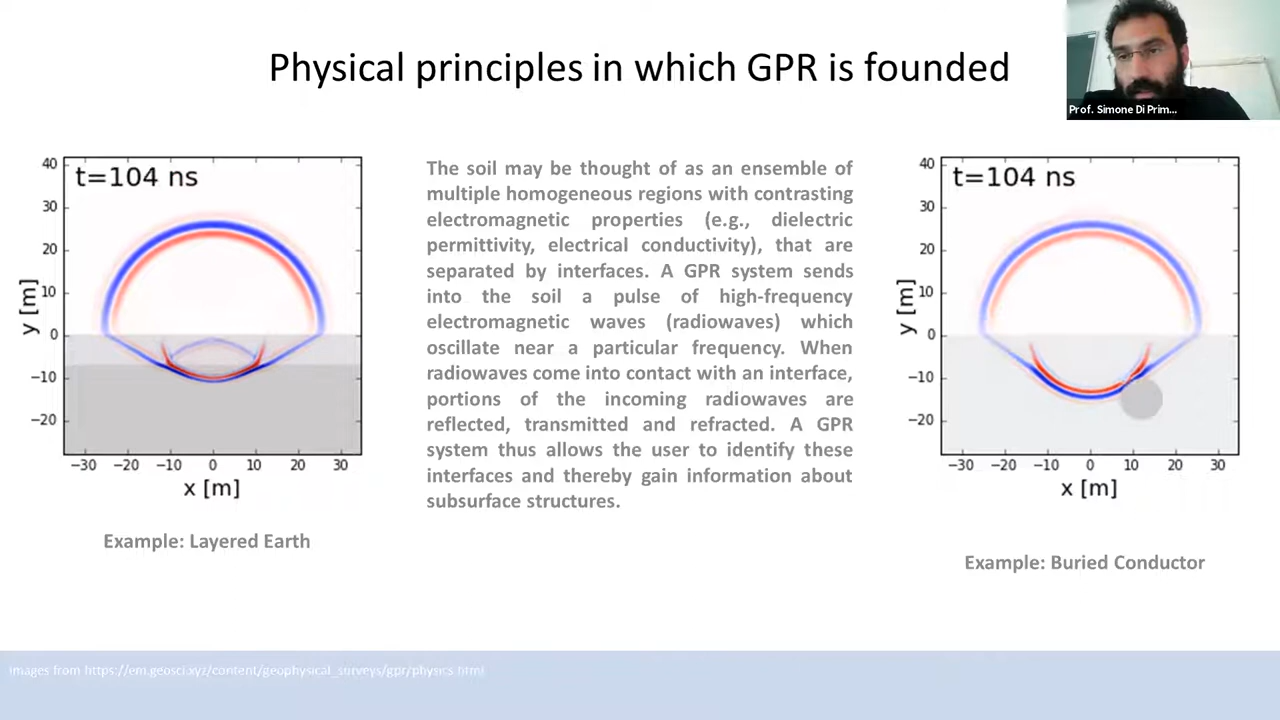 Physical principles in which GPR is founded
Prof. Simone Di Prim...
t=104 ns
40
30
20
10
0
−10
−20
y [m]
−30 −20 −10 0 10 20 30
x [m]
Example: Layered Earth
The soil may be thought of as an ensemble of
multiple homogeneous regions with contrasting
electromagnetic properties (e.g., dielectric
permittivity, electrical conductivity), that are
separated by interfaces. A GPR system sends
into the soil a pulse of high-frequency
electromagnetic waves (radiowaves) which
oscillate near a particular frequency. When
radiowaves come into contact with an interface,
portions of the incoming radiowaves are
reflected, transmitted and refracted. A GPR
system thus allows the user to identify these
interfaces and thereby gain information about
subsurface structures.
t=104 ns
40
30
20
10
0
−10
−20
y [m]
−30 −20 −10 0 10 20 30
x [m]
Example: Buried Conductor
images from https://em.geosci.xyz/content/geophysical_surveys/gpr/physics.html